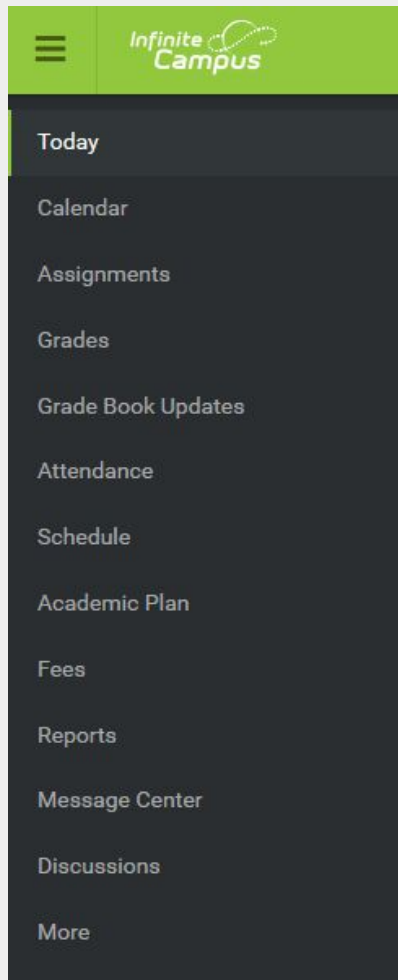 Infinite
Campus
Today
Calendar
Assignments
Grades
Grade Book Updates
Attendance
Schedule
Academic Plan
Fees
Reports
Message Center
Discussions
More